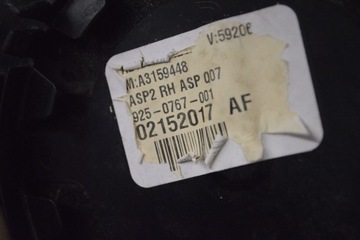 V:5920E
M:A3159448
ASP2 RH ASP 007
925-0767-001
02152017 AF